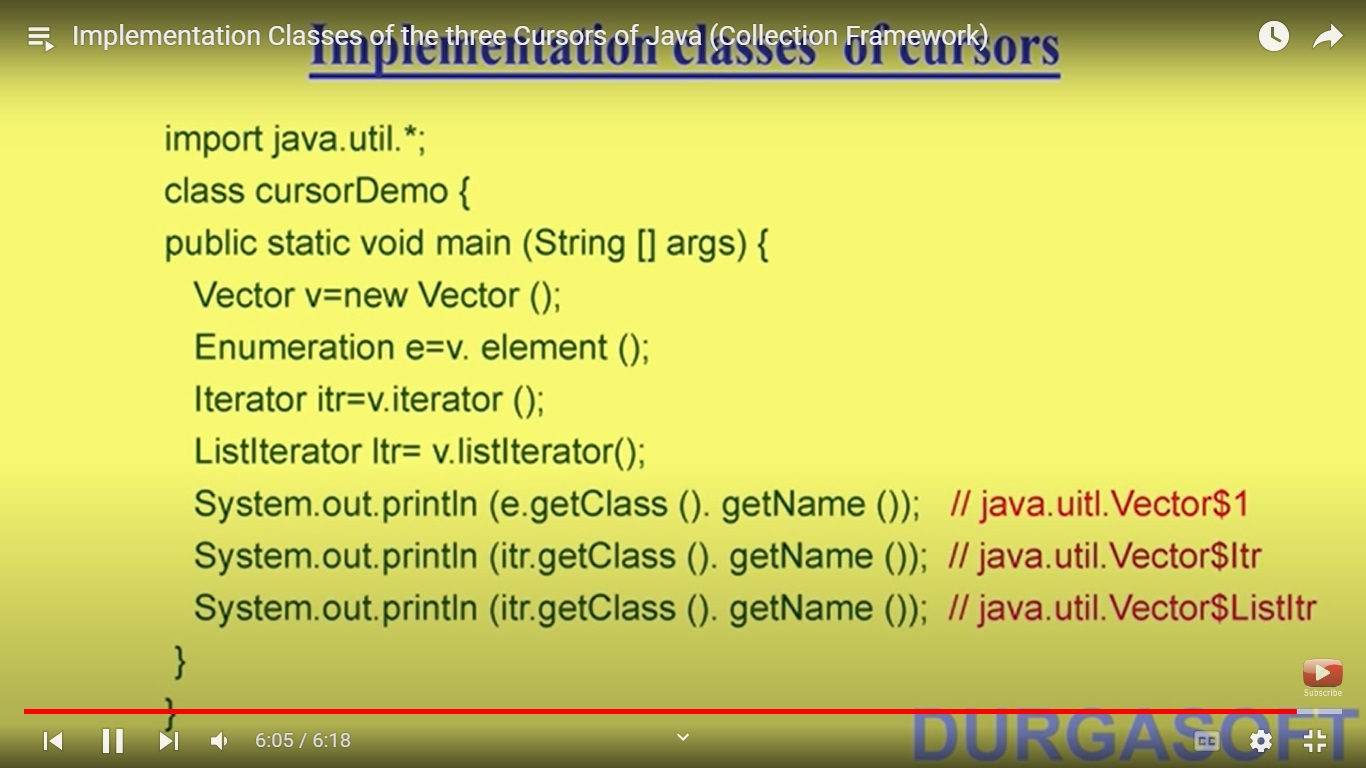 Implementation Classes of the three Cursors of Java (Collection Framework)
Implementation classes of cursors
import java.util.*;
class cursorDemo {
public static void main (String [] args) {
Vector v=new Vector ();
Enumeration e=v. element ();
Iterator itr=v.iterator ();
ListIterator ltr= v.listIterator();
System.out.println (e.getClass (). getName ()); // java.uitl.Vector$1
System.out.println (itr.getClass (). getName ()); // java.util.Vector$Itr
System.out.println (itr.getClass (). getName ()); // java.util.Vector$ListItr
}
}
Subscribe
DURGASOFT
6:05 / 6:18
CC